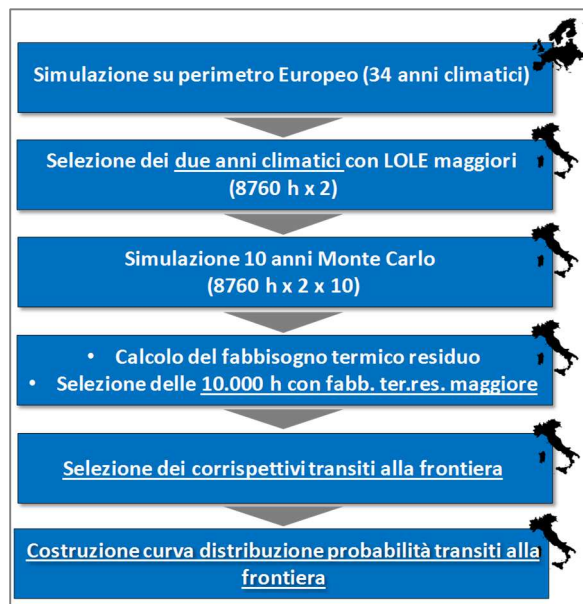 Simulazione su perimetro Europeo (34 anni climatici)
Selezione dei due anni climatici con LOLE maggiori
(8760 h x 2)
Simulazione 10 anni Monte Carlo
(8760 h x 2 x 10)
• Calcolo del fabbisogno termico residuo
• Selezione delle 10.000 h con fabb. ter.res. maggiore
Selezione dei corrispettivi transiti alla frontiera
Costruzione curva distribuzione probabilità transiti alla
frontiera